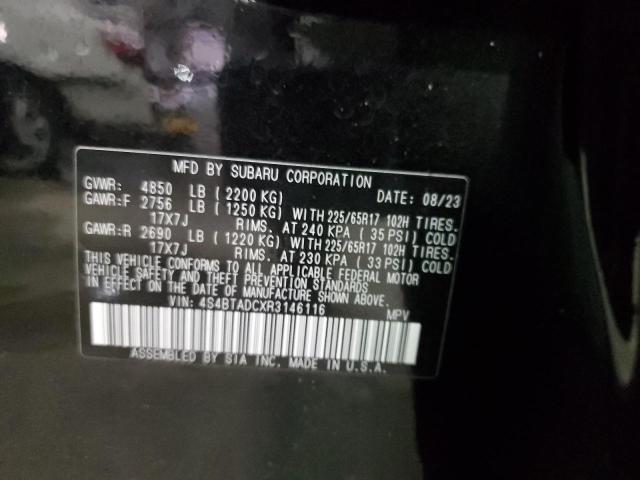 MFD BY SUBARU CORPORATION
GVWR: 4850 LB ( 2200 KG) DATE: 08/23
GAWR:F 2756 LB ( 1250 KG) WITH 225/65R17 102H TIRES.
17X7J RIMS. AT 240 KPA ( 35 PSI) COLD
GAWR:R 2690 LB ( 1220 KG) WITH 225/65R17 102H TIRES.
17X7J RIMS. AT 230 KPA ( 33 PSI) COLD
THIS VEHICLE CONFORMS TO ALL APPLICABLE FEDERAL MOTOR
VEHICLE SAFETY AND THEFT PREVENTION STANDARDS
IN EFFECT ON THE DATE OF MANUFACTURE SHOWN ABOVE.
VIN: 4S4BTADCXR3146116 MPV
ASSEMBLED BY SIA INC. MADE IN U.S.A.